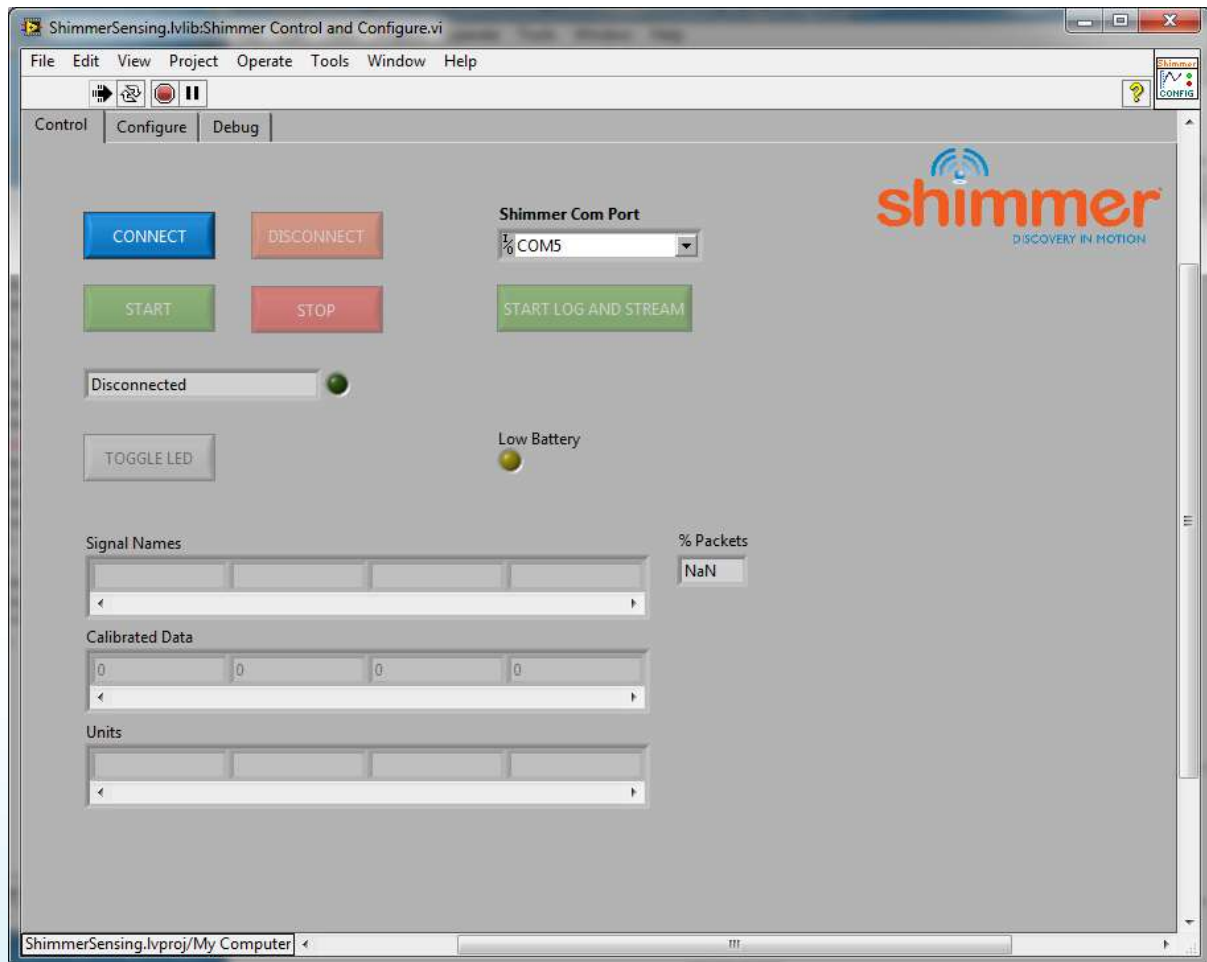 ShimmerSensing.lvlib:Shimmer Control and Configure.vi
File Edit View Project Operate Tools Window Help
Shimmer
CONFIG
Control Configure Debug
shimmer
DISCOVERY IN MOTION
CONNECT DISCONNECT
Shimmer Com Port
COM5
START STOP START LOG AND STREAM
Disconnected
TOGGLE LED
Low Battery
Signal Names
% Packets
NaN
Calibrated Data
0 0 0 0
Units
ShimmerSensing.lvproj/My Computer